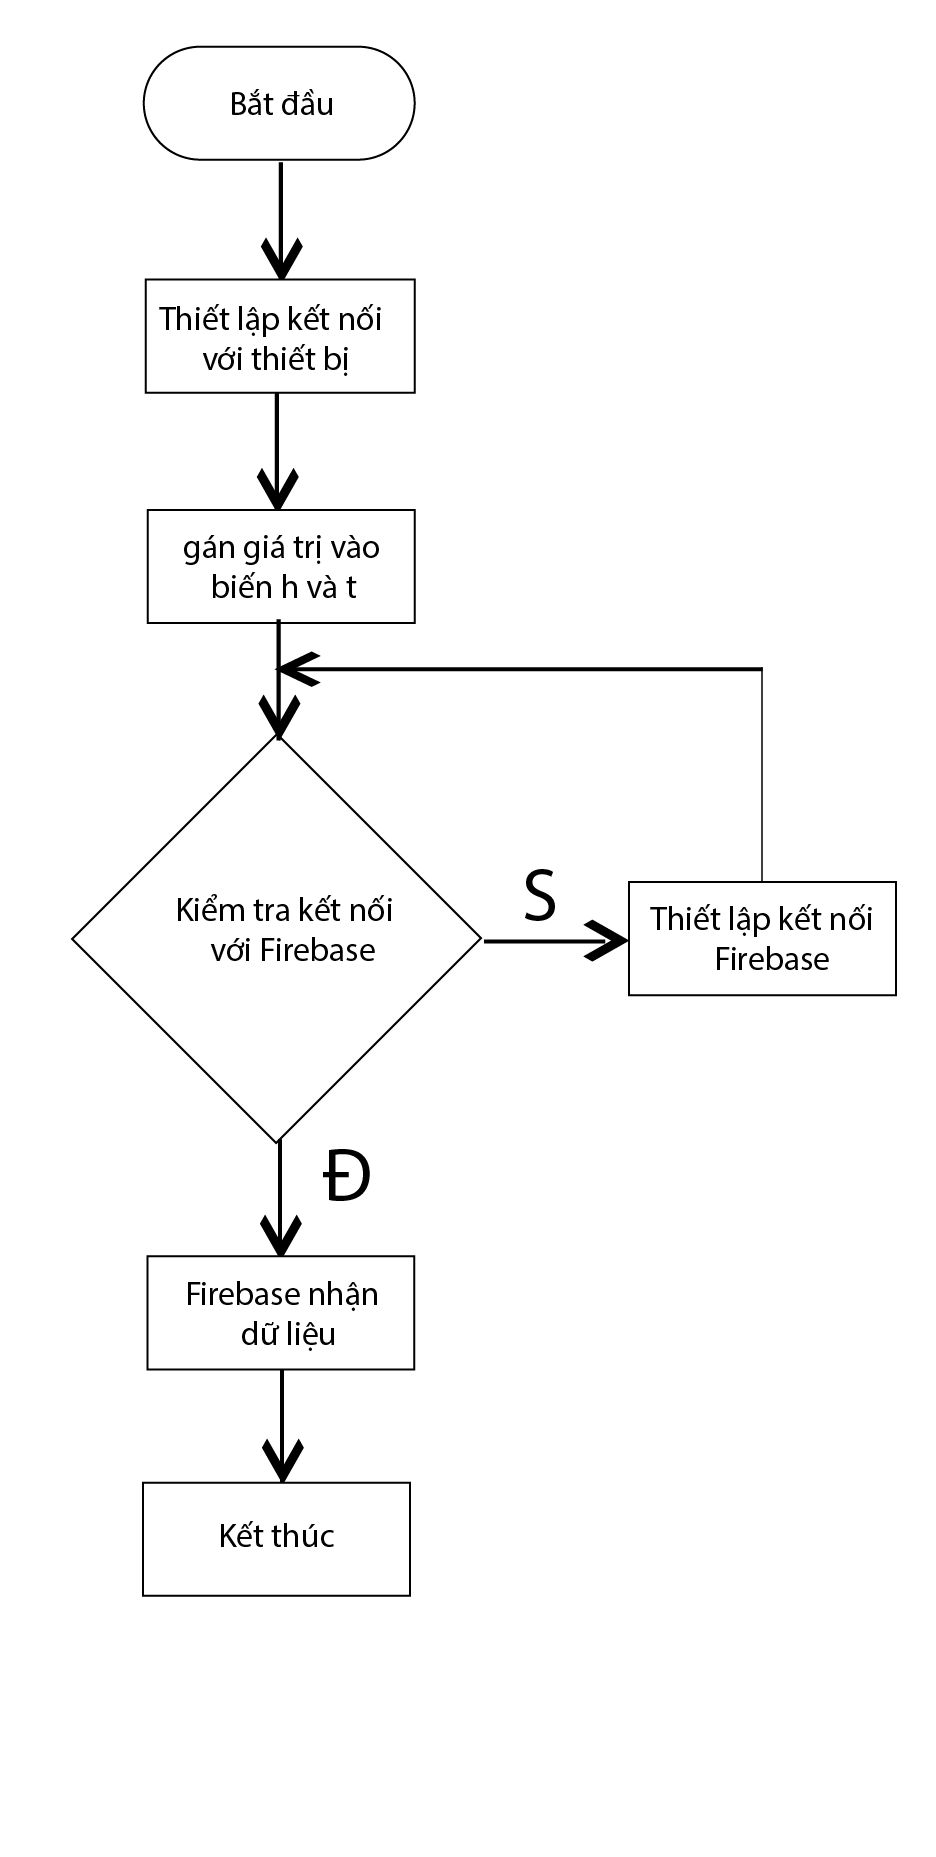 Bắt đầu
Thiết lập kết nối
với thiết bị
gán giá trị vào
biến h và t
Kiểm tra kết nối
với Firebase
S
Thiết lập kết nối
Firebase
Đ
Firebase nhận
dữ liệu
Kết thúc